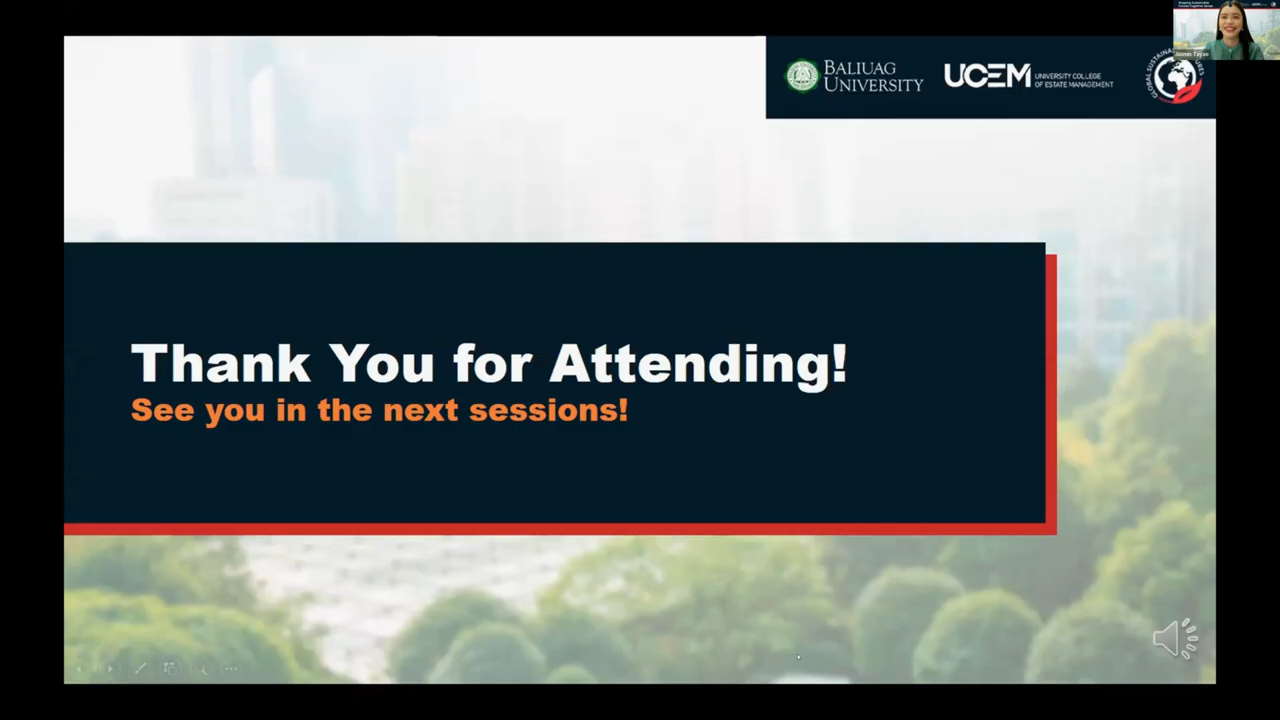 BALIUAG
UNIVERSITY
UCEM
UNIVERSITY COLLEGE
OF ESTATE MANAGEMENT
Thank You for Attending!
See you in the next sessions!